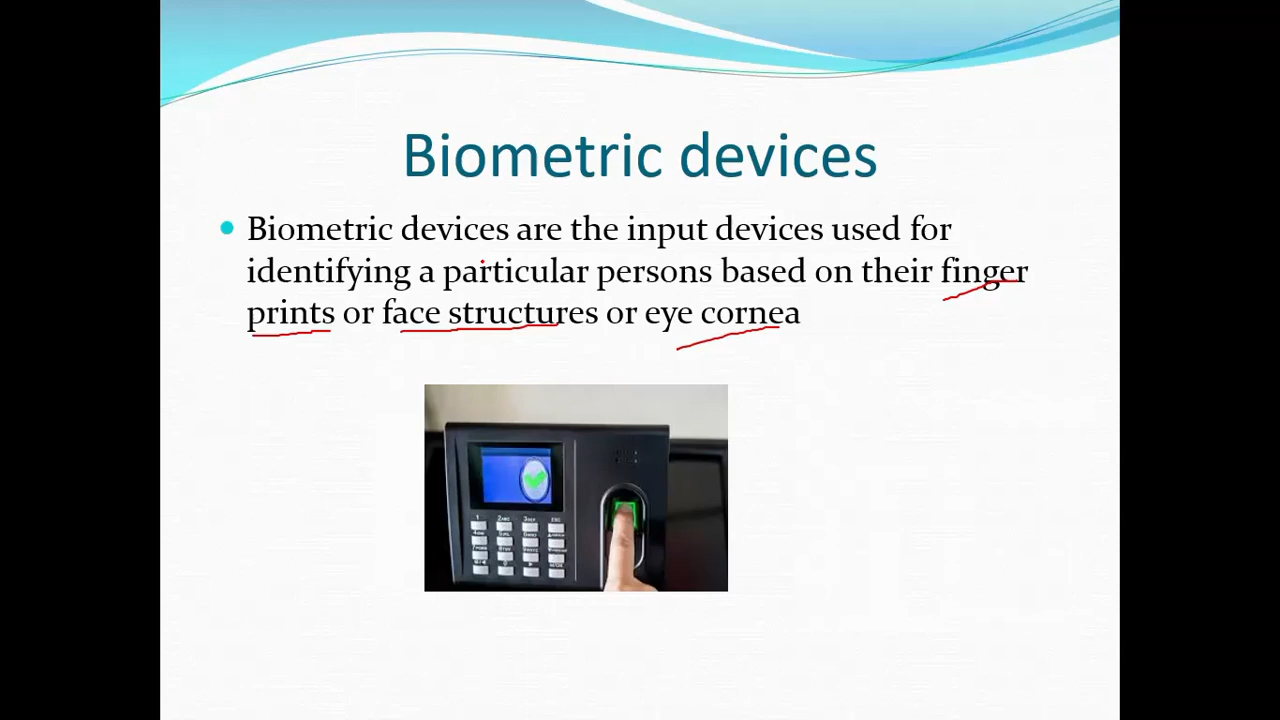 Biometric devices
Biometric devices are the input devices used for
identifying a particular persons based on their finger
prints or face structures or eye cornea